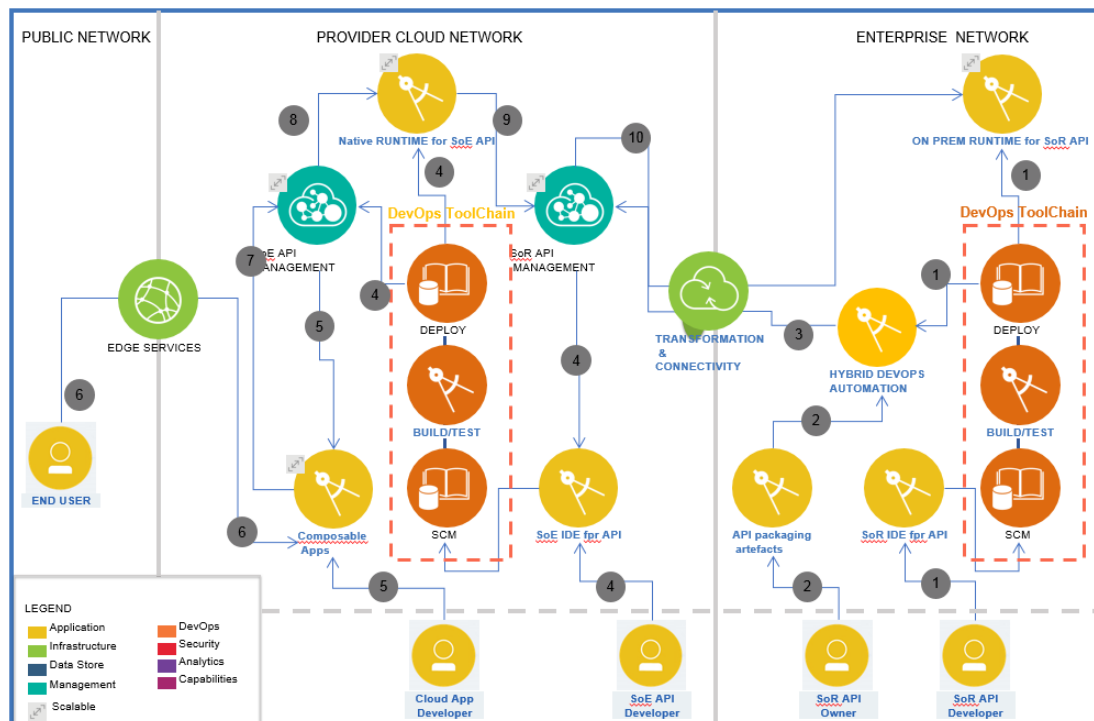 PUBLIC NETWORK
PROVIDER CLOUD NETWORK
ENTERPRISE NETWORK
8
9
10
Native RUNTIME for SoE API
ON PREM RUNTIME for SoR API
4
1
DevOps ToolChain
DevOps ToolChain
7
SoE API
MANAGEMENT
SoR API
MANAGEMENT
4
1
5
DEPLOY
DEPLOY
EDGE SERVICES
3
TRANSFORMATION
&
CONNECTIVITY
4
HYBRID DEVOPS
AUTOMATION
6
2
BUILD/TEST
BUILD/TEST
END USER
Composable
Apps
SCM
SoE IDE fpr API
API packaging
artefacts
SoR IDE fpr API
SCM
6
5
4
2
1
LEGEND
Application
Infrastructure
Data Store
Management
Scalable
DevOps
Security
Analytics
Capabilities
Cloud App
Developer
SoE API
Developer
SoR API
Owner
SoR API
Developer